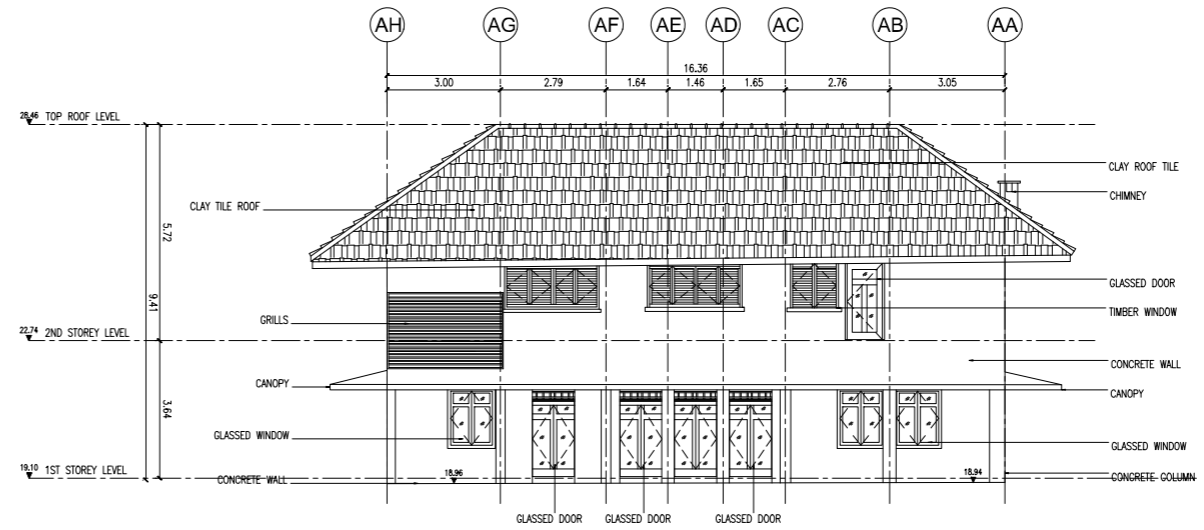 AH AG AF AE AD AC AB AA
16.36
3.00 2.79 1.64 1.46 1.65 2.76 3.05
28.46 TOP ROOF LEVEL
CLAY ROOF TILE
CHIMNEY
CLAY TILE ROOF
5.72
GLASSED DOOR
9.41
TIMBER WINDOW
GRILLS
22.74 2ND STOREY LEVEL
CONCRETE WALL
CANOPY
CANOPY
3.64
GLASSED WINDOW
GLASSED WINDOW
19.10 1ST STOREY LEVEL
18.96
18.94
CONCRETE WALL
CONCRETE COLUMN
GLASSED DOOR GLASSED DOOR GLASSED DOOR